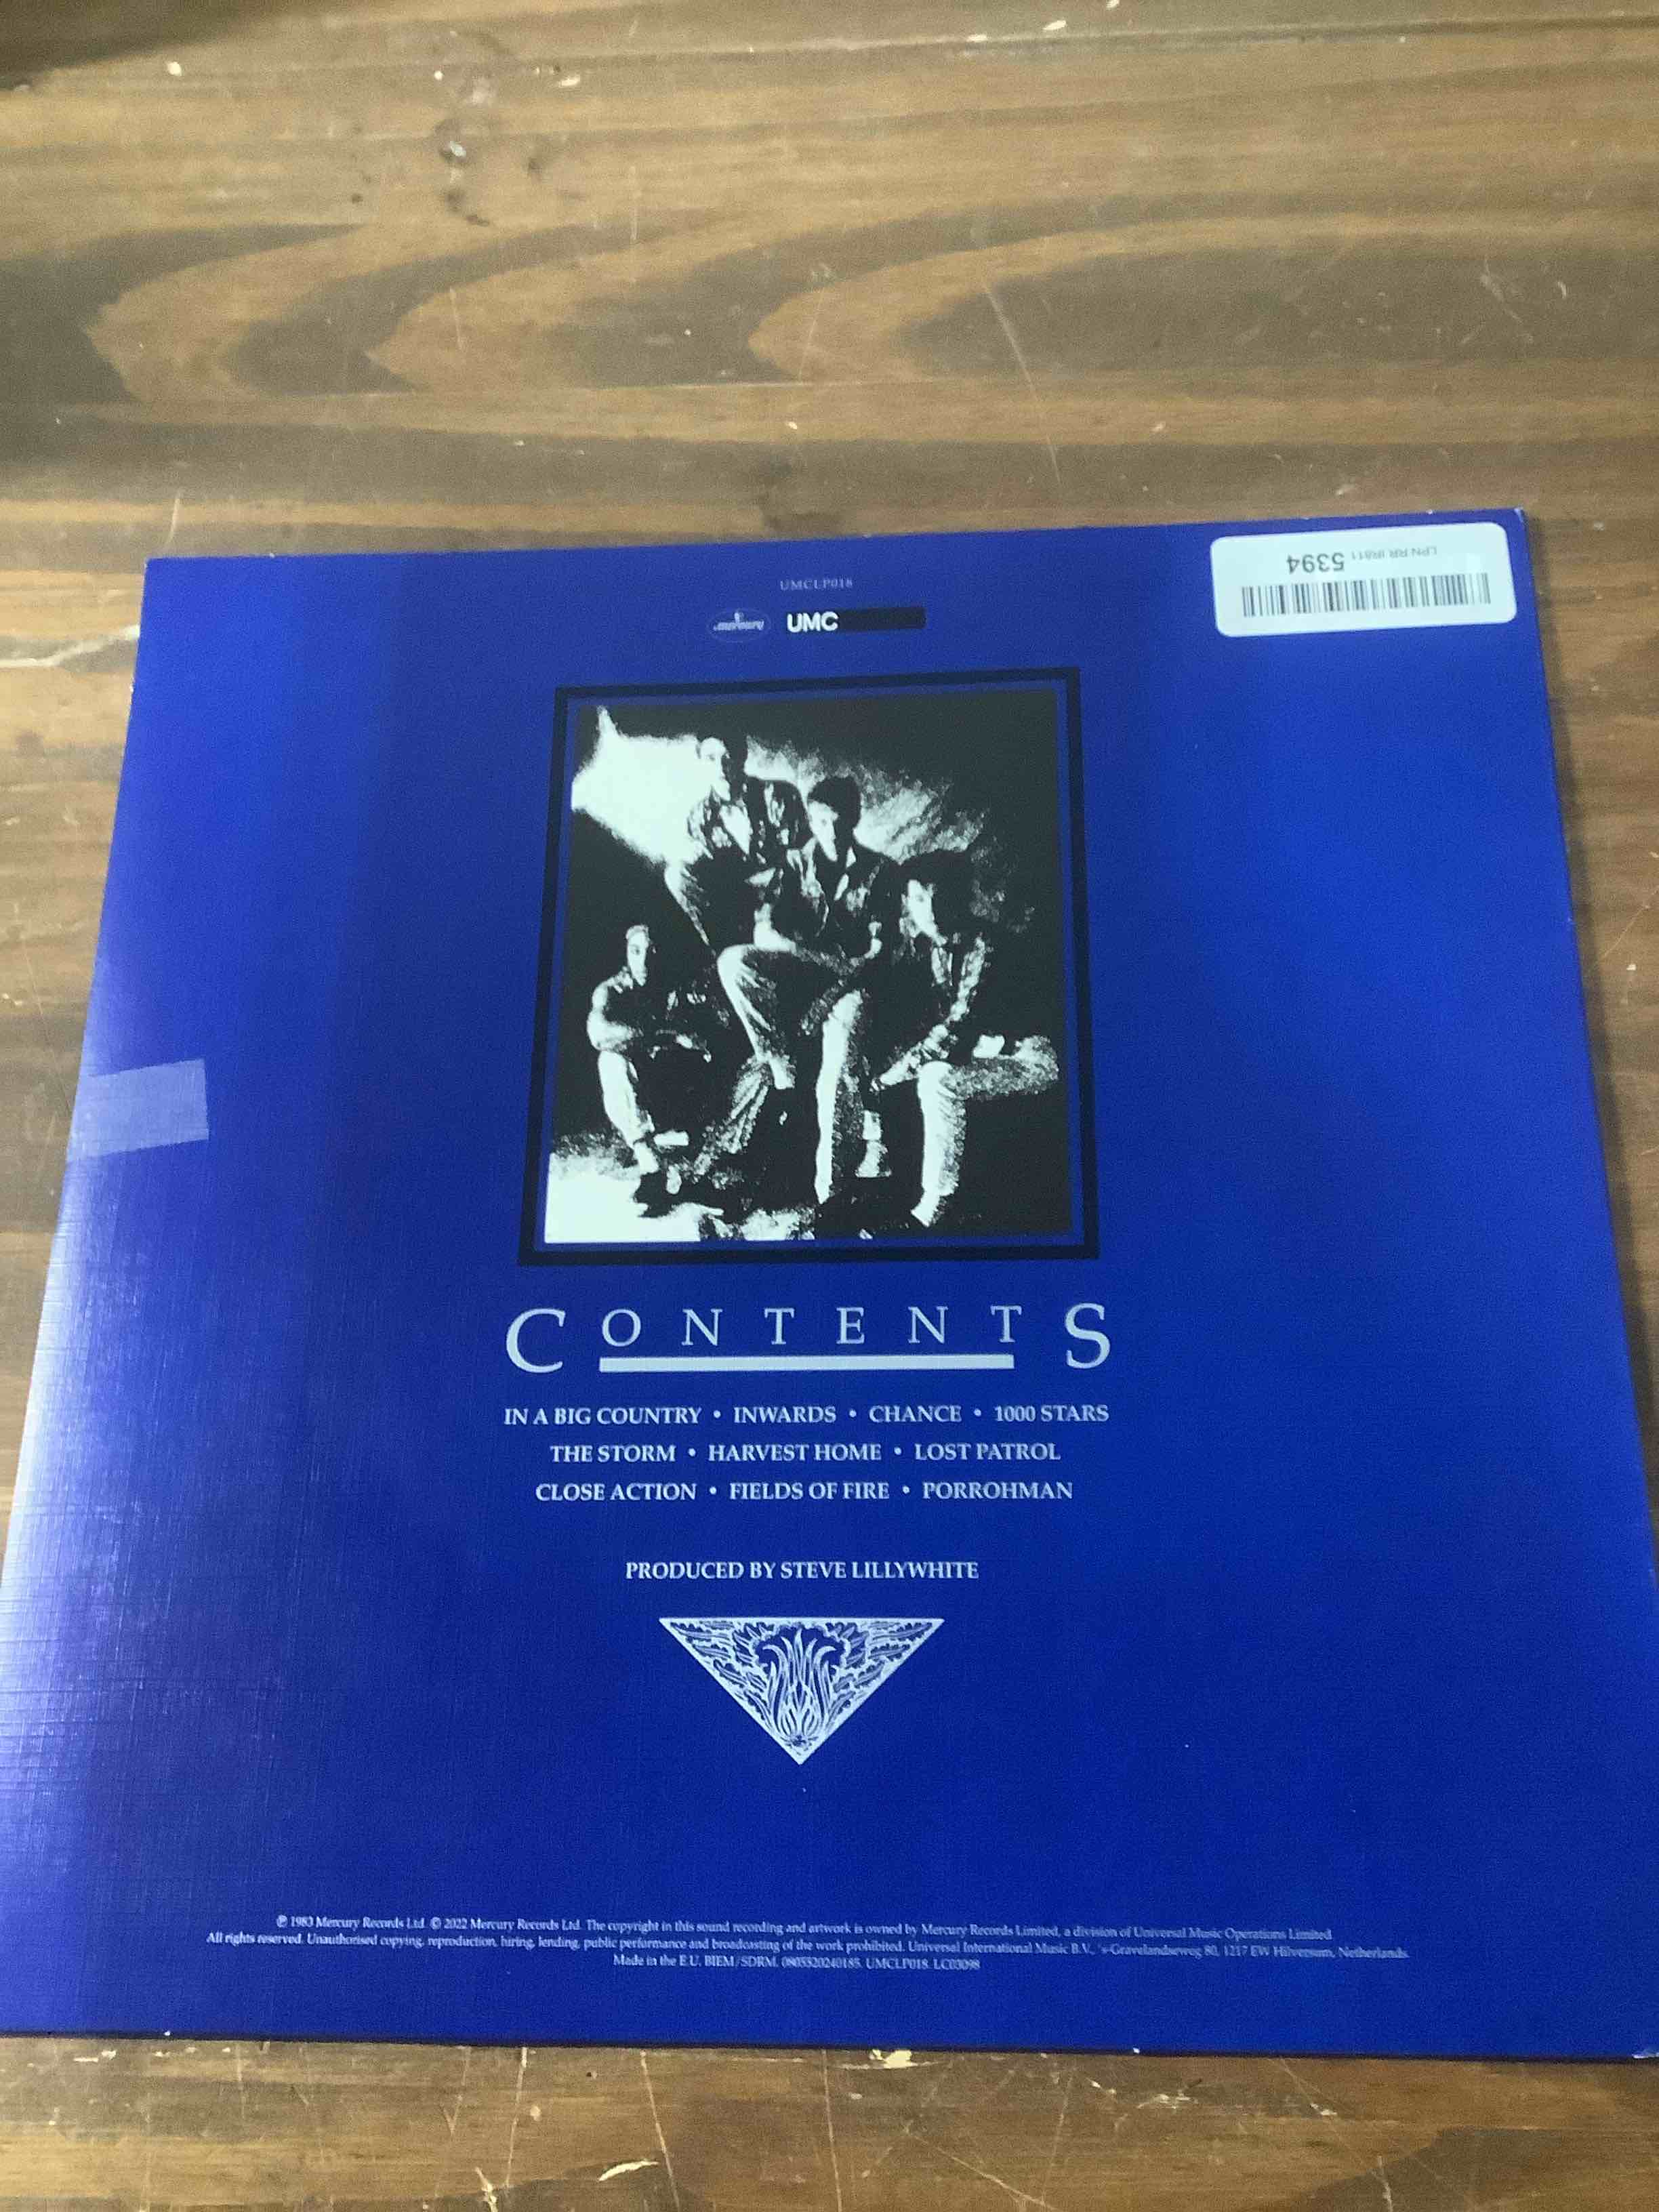 UMCLP018
mercury UMC
LPN RR IR811 5394
CONTENTS
IN A BIG COUNTRY • INWARDS • CHANCE • 1000 STARS
THE STORM • HARVEST HOME • LOST PATROL
CLOSE ACTION • FIELDS OF FIRE • PORROHMAN
PRODUCED BY STEVE LILLYWHITE
℗ 1983 Mercury Records Ltd. © 2022 Mercury Records Ltd. The copyright in this sound recording and artwork is owned by Mercury Records Limited, a division of Universal Music Operations Limited
All rights reserved. Unauthorised copying, reproduction, hiring, lending, public performance and broadcasting of the work prohibited. Universal International Music B.V., 's-Gravelandseweg 80, 1217 EW Hilversum, Netherlands.
Made in the E.U. BIEM/SDRM. 0805520240185. UMCLP018. LC03098